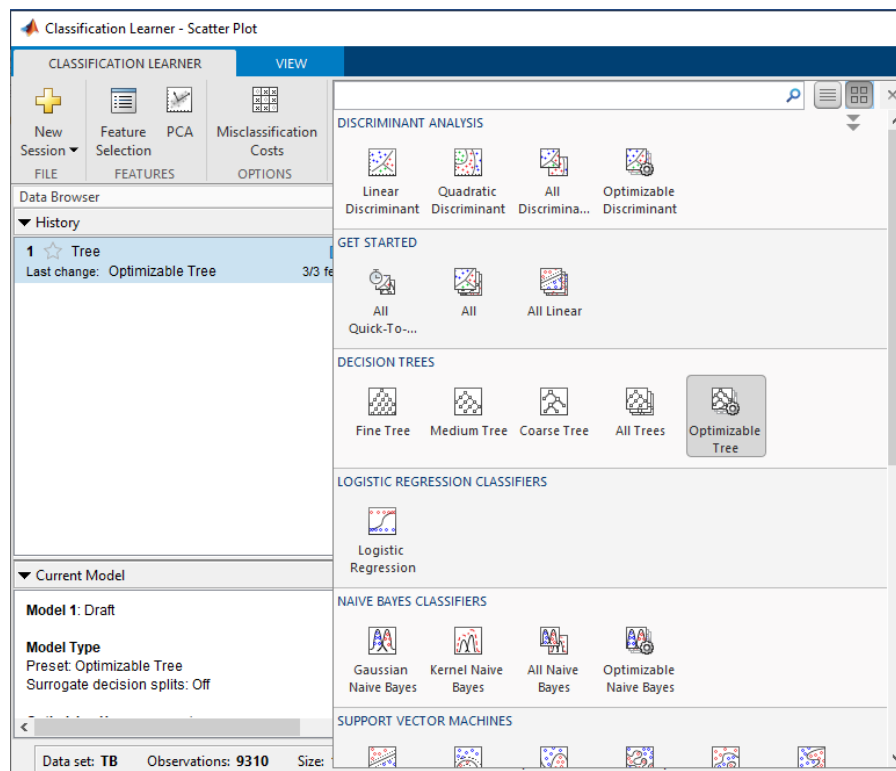 Classification Learner - Scatter Plot
CLASSIFICATION LEARNER
VIEW
New
Session
Feature
Selection
PCA
Misclassification
Costs
FILE
FEATURES
OPTIONS
Data Browser
History
1 Tree
Last change: Optimizable Tree 3/3 fe
Current Model
Model 1: Draft
Model Type
Preset: Optimizable Tree
Surrogate decision splits: Off
Data set: TB Observations: 9310 Size:
DISCRIMINANT ANALYSIS
Linear
Discriminant
Quadratic
Discriminant
All
Discrimina...
Optimizable
Discriminant
GET STARTED
All
Quick-To-...
All
All Linear
DECISION TREES
Fine Tree
Medium Tree
Coarse Tree
All Trees
Optimizable
Tree
LOGISTIC REGRESSION CLASSIFIERS
Logistic
Regression
NAIVE BAYES CLASSIFIERS
Gaussian
Naive Bayes
Kernel Naive
Bayes
All Naive
Bayes
Optimizable
Naive Bayes
SUPPORT VECTOR MACHINES